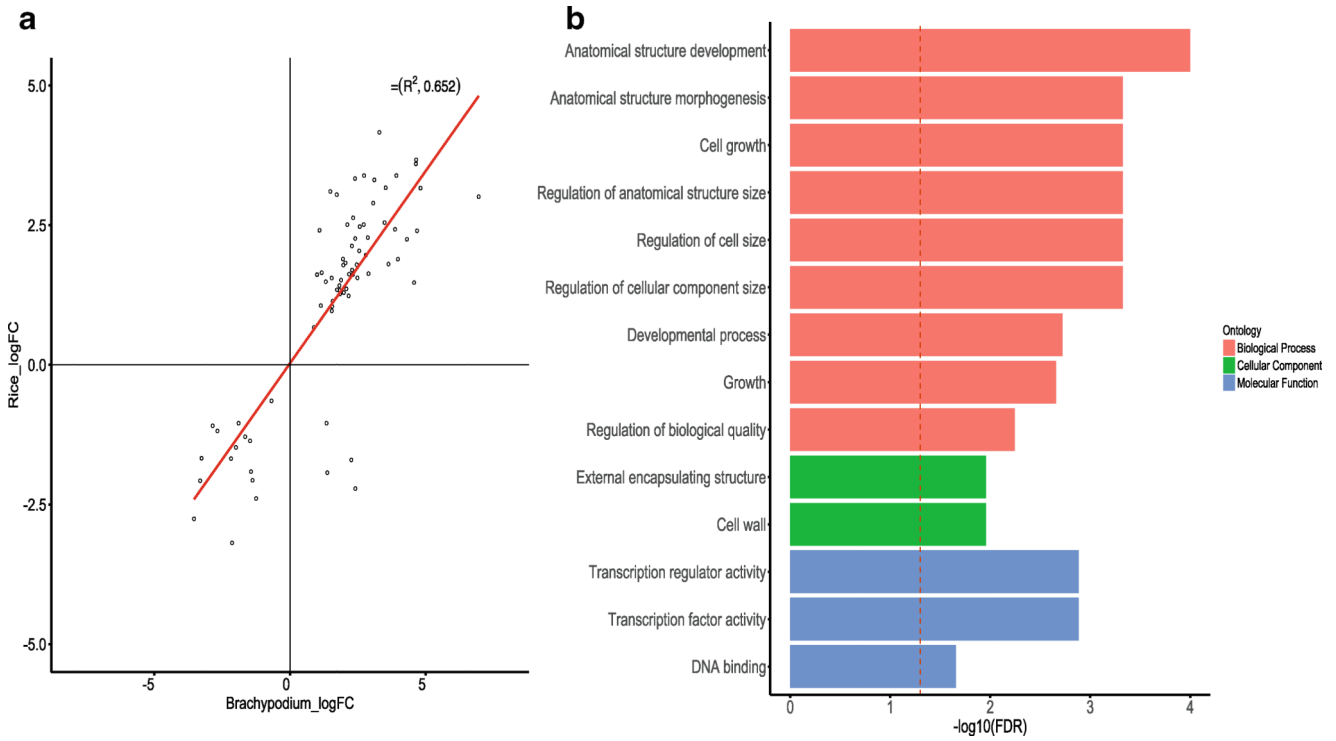 a
=(R², 0.652)
5.0
2.5
0.0
-2.5
-5.0
Rice_logFC
-5
0
5
Brachypodium_logFC
b
Anatomical structure development
Anatomical structure morphogenesis
Cell growth
Regulation of anatomical structure size
Regulation of cell size
Regulation of cellular component size
Developmental process
Growth
Regulation of biological quality
External encapsulating structure
Cell wall
Transcription regulator activity
Transcription factor activity
DNA binding
0
1
2
3
4
-log10(FDR)
Ontology
Biological Process
Cellular Component
Molecular Function